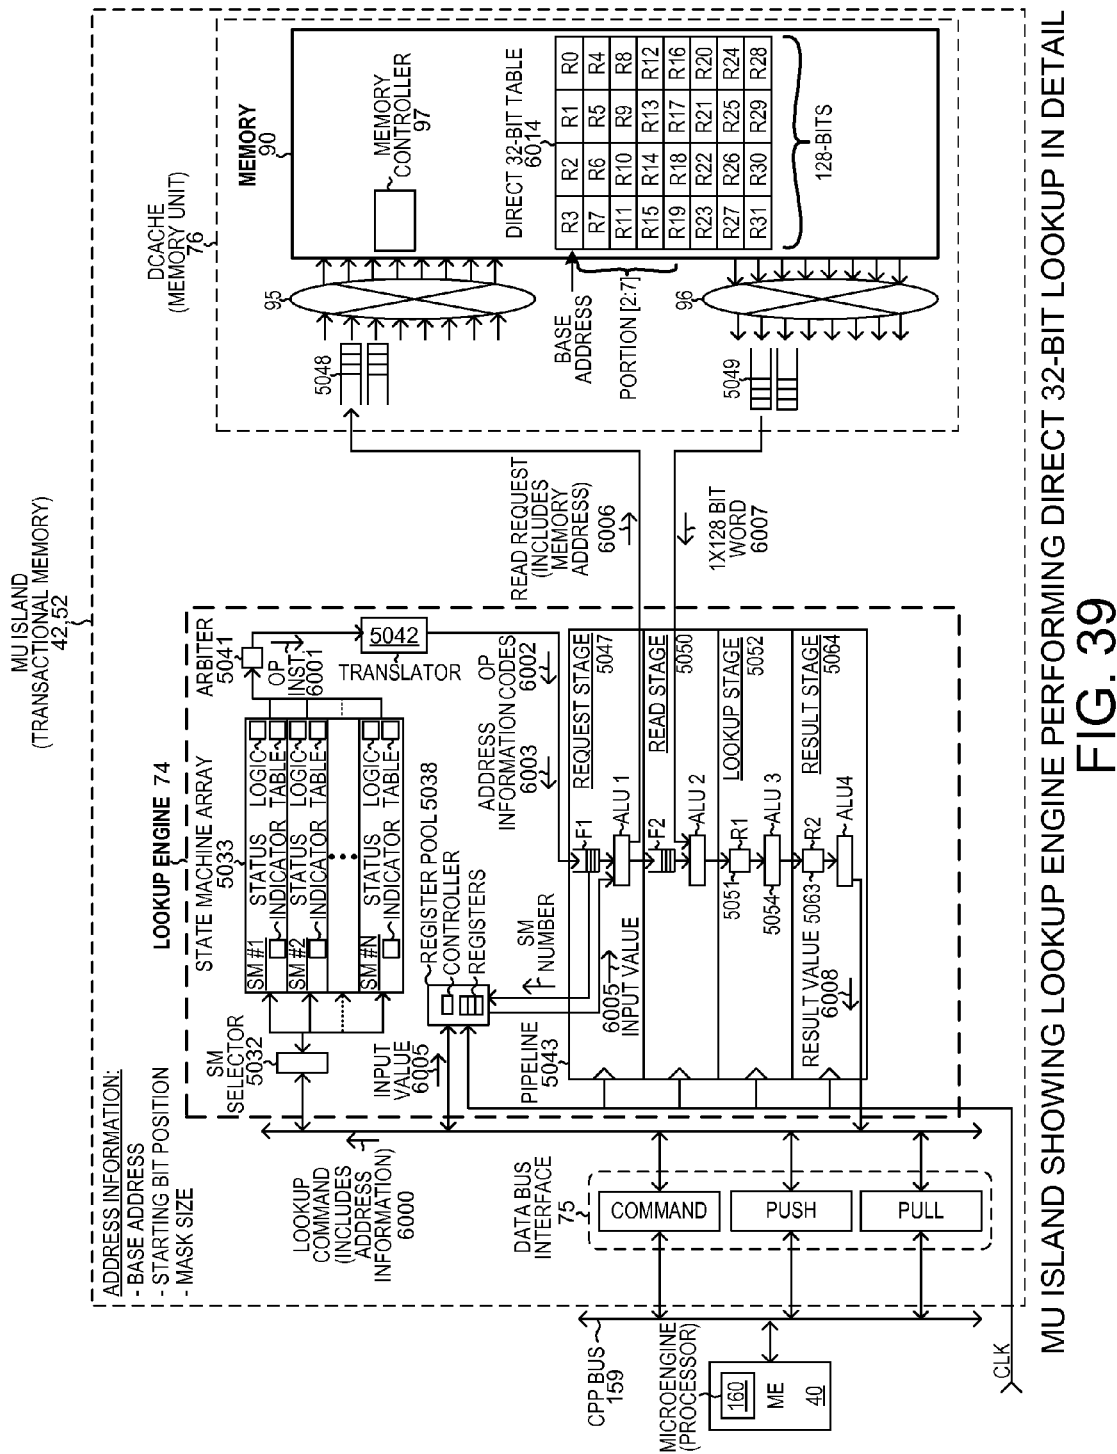 MU ISLAND
(TRANSACTIONAL MEMORY)
42,52
ADDRESS INFORMATION:
- BASE ADDRESS
- STARTING BIT POSITION
- MASK SIZE
LOOKUP ENGINE 74
STATE MACHINE ARRAY
5033
SM #1
STATUS
INDICATOR
LOGIC
TABLE
SM #2
STATUS
INDICATOR
LOGIC
TABLE
SM #N
STATUS
INDICATOR
LOGIC
TABLE
SM
SELECTOR
5032
ARBITER
5041
OP
INST
6001
5042
TRANSLATOR
LOOKUP
COMMAND
(INCLUDES
ADDRESS
INFORMATION)
6000
INPUT
VALUE
6005
REGISTER POOL 5038
CONTROLLER
REGISTERS
SM
NUMBER
ADDRESS
INFORMATION
6003
OP
CODES
6002
PIPELINE
5043
6005
INPUT VALUE
F1
ALU 1
REQUEST STAGE
5047
F2
ALU 2
READ STAGE
5050
5051
R1
5054
ALU 3
LOOKUP STAGE
5052
RESULT VALUE
6008
5063
R2
ALU4
RESULT STAGE
5064
READ REQUEST
(INCLUDES
MEMORY
ADDRESS)
6006
1X128 BIT
WORD
6007
DCACHE
(MEMORY UNIT)
76
MEMORY
90
MEMORY
CONTROLLER
97
95
5048
BASE
ADDRESS
PORTION [2:7]
DIRECT 32-BIT TABLE
6014
R3 R2 R1 R0
R7 R6 R5 R4
R11 R10 R9 R8
R15 R14 R13 R12
R19 R18 R17 R16
R23 R22 R21 R20
R27 R26 R25 R24
R31 R30 R29 R28
128-BITS
96
5049
DATA BUS
INTERFACE
75
COMMAND
PUSH
PULL
CPP BUS
159
MICROENGINE
(PROCESSOR)
160
ME
40
CLK
MU ISLAND SHOWING LOOKUP ENGINE PERFORMING DIRECT 32-BIT LOOKUP IN DETAIL
FIG. 39